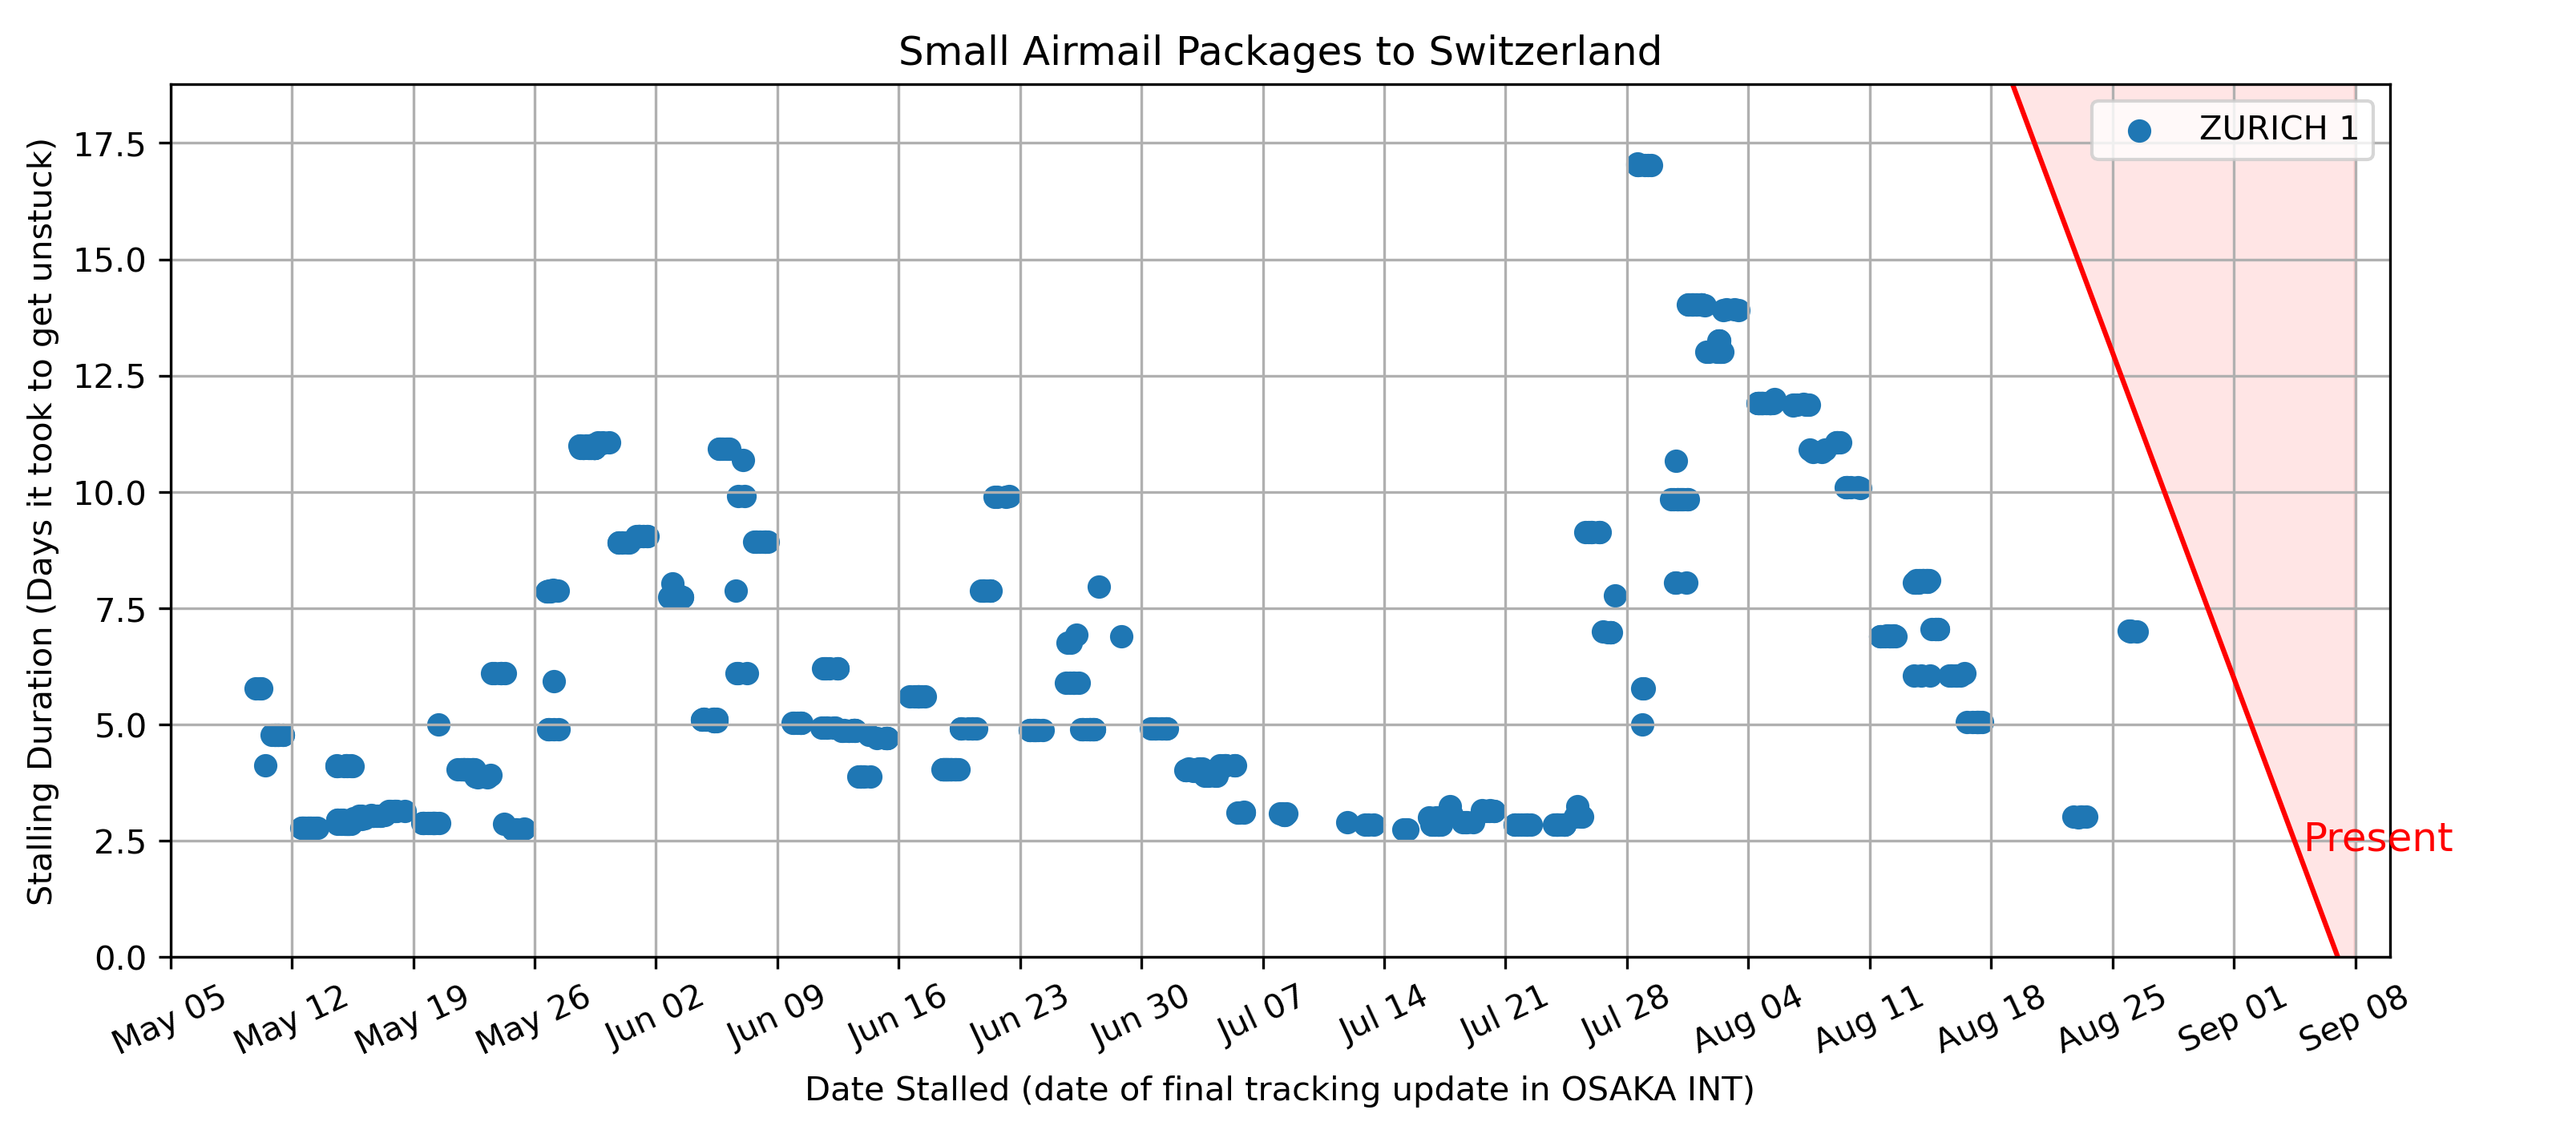 Small Airmail Packages to Switzerland
ZURICH 1
Stalling Duration (Days it took to get unstuck)
17.5
15.0
12.5
10.0
7.5
5.0
2.5
0.0
Present
May 05 May 12 May 19 May 26 Jun 02 Jun 09 Jun 16 Jun 23 Jun 30 Jul 07 Jul 14 Jul 21 Jul 28 Aug 04 Aug 11 Aug 18 Aug 25 Sep 01 Sep 08
Date Stalled (date of final tracking update in OSAKA INT)